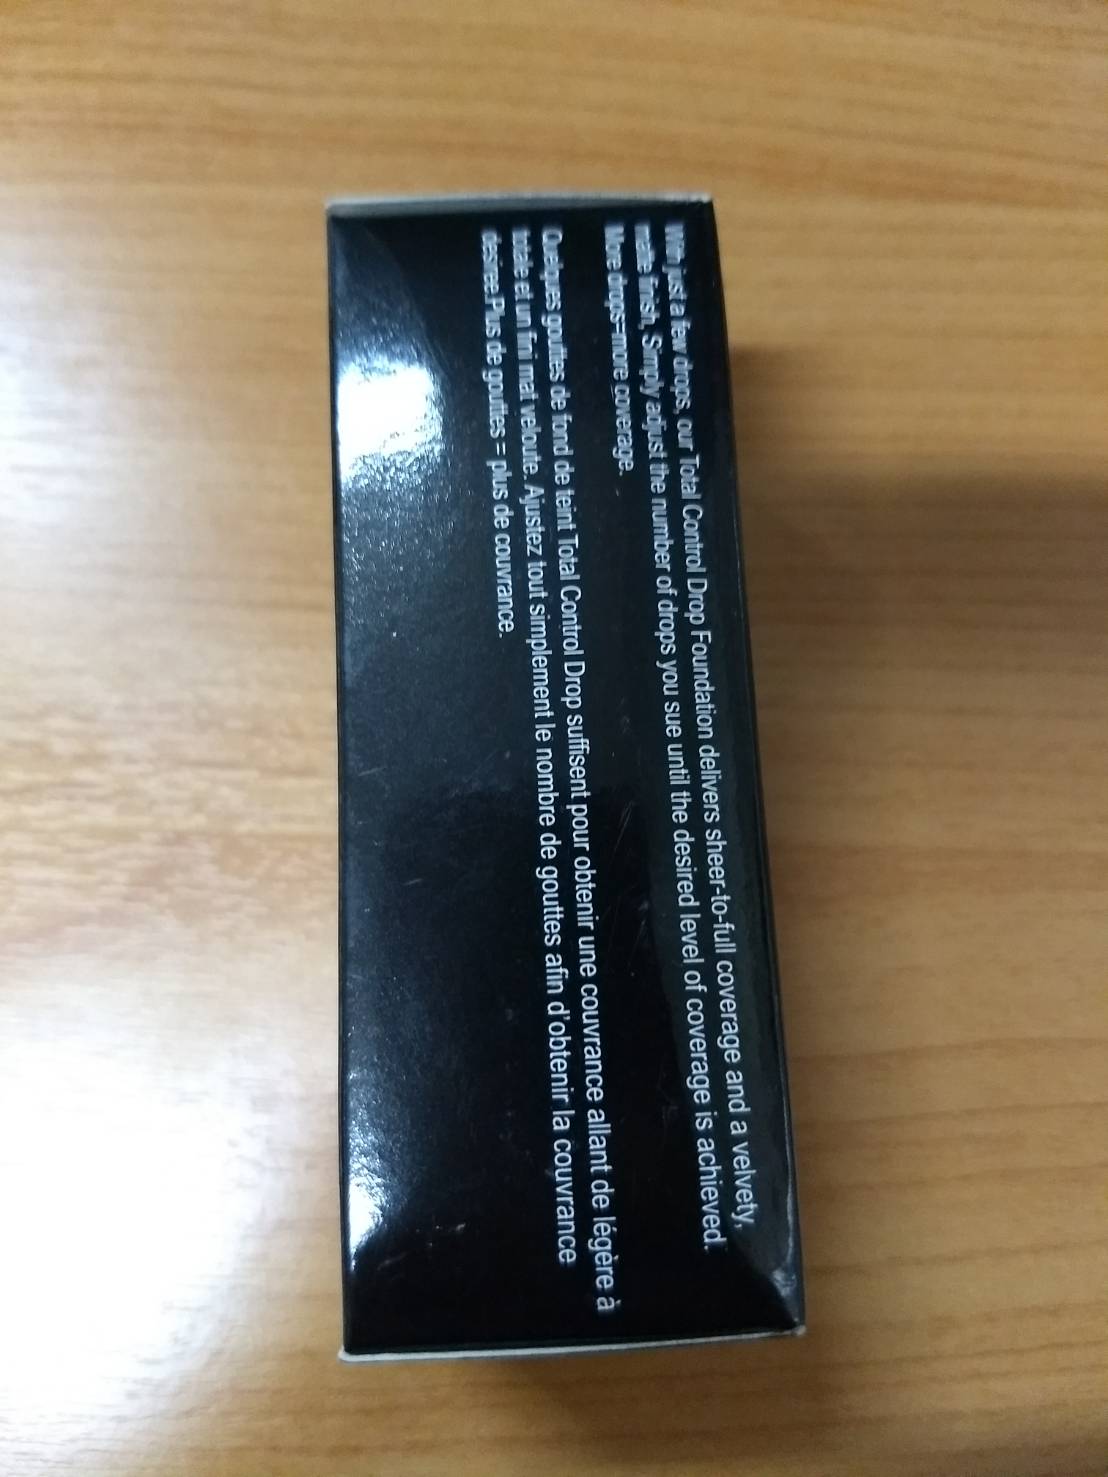 With just a few drops, our Total Control Drop Foundation delivers sheer-to-full coverage and a velvety,
matte finish, Simply adjust the number of drops you sue until the desired level of coverage is achieved.
More drops=more coverage.
Quelques gouttes de fond de teint Total Control Drop suffisent pour obtenir une couvrance allant de légère à
totale et un fini mat veloute. Ajustez tout simplement le nombre de gouttes afin d'obtenir la couvrance
desiree.Plus de gouttes = plus de couvrance.